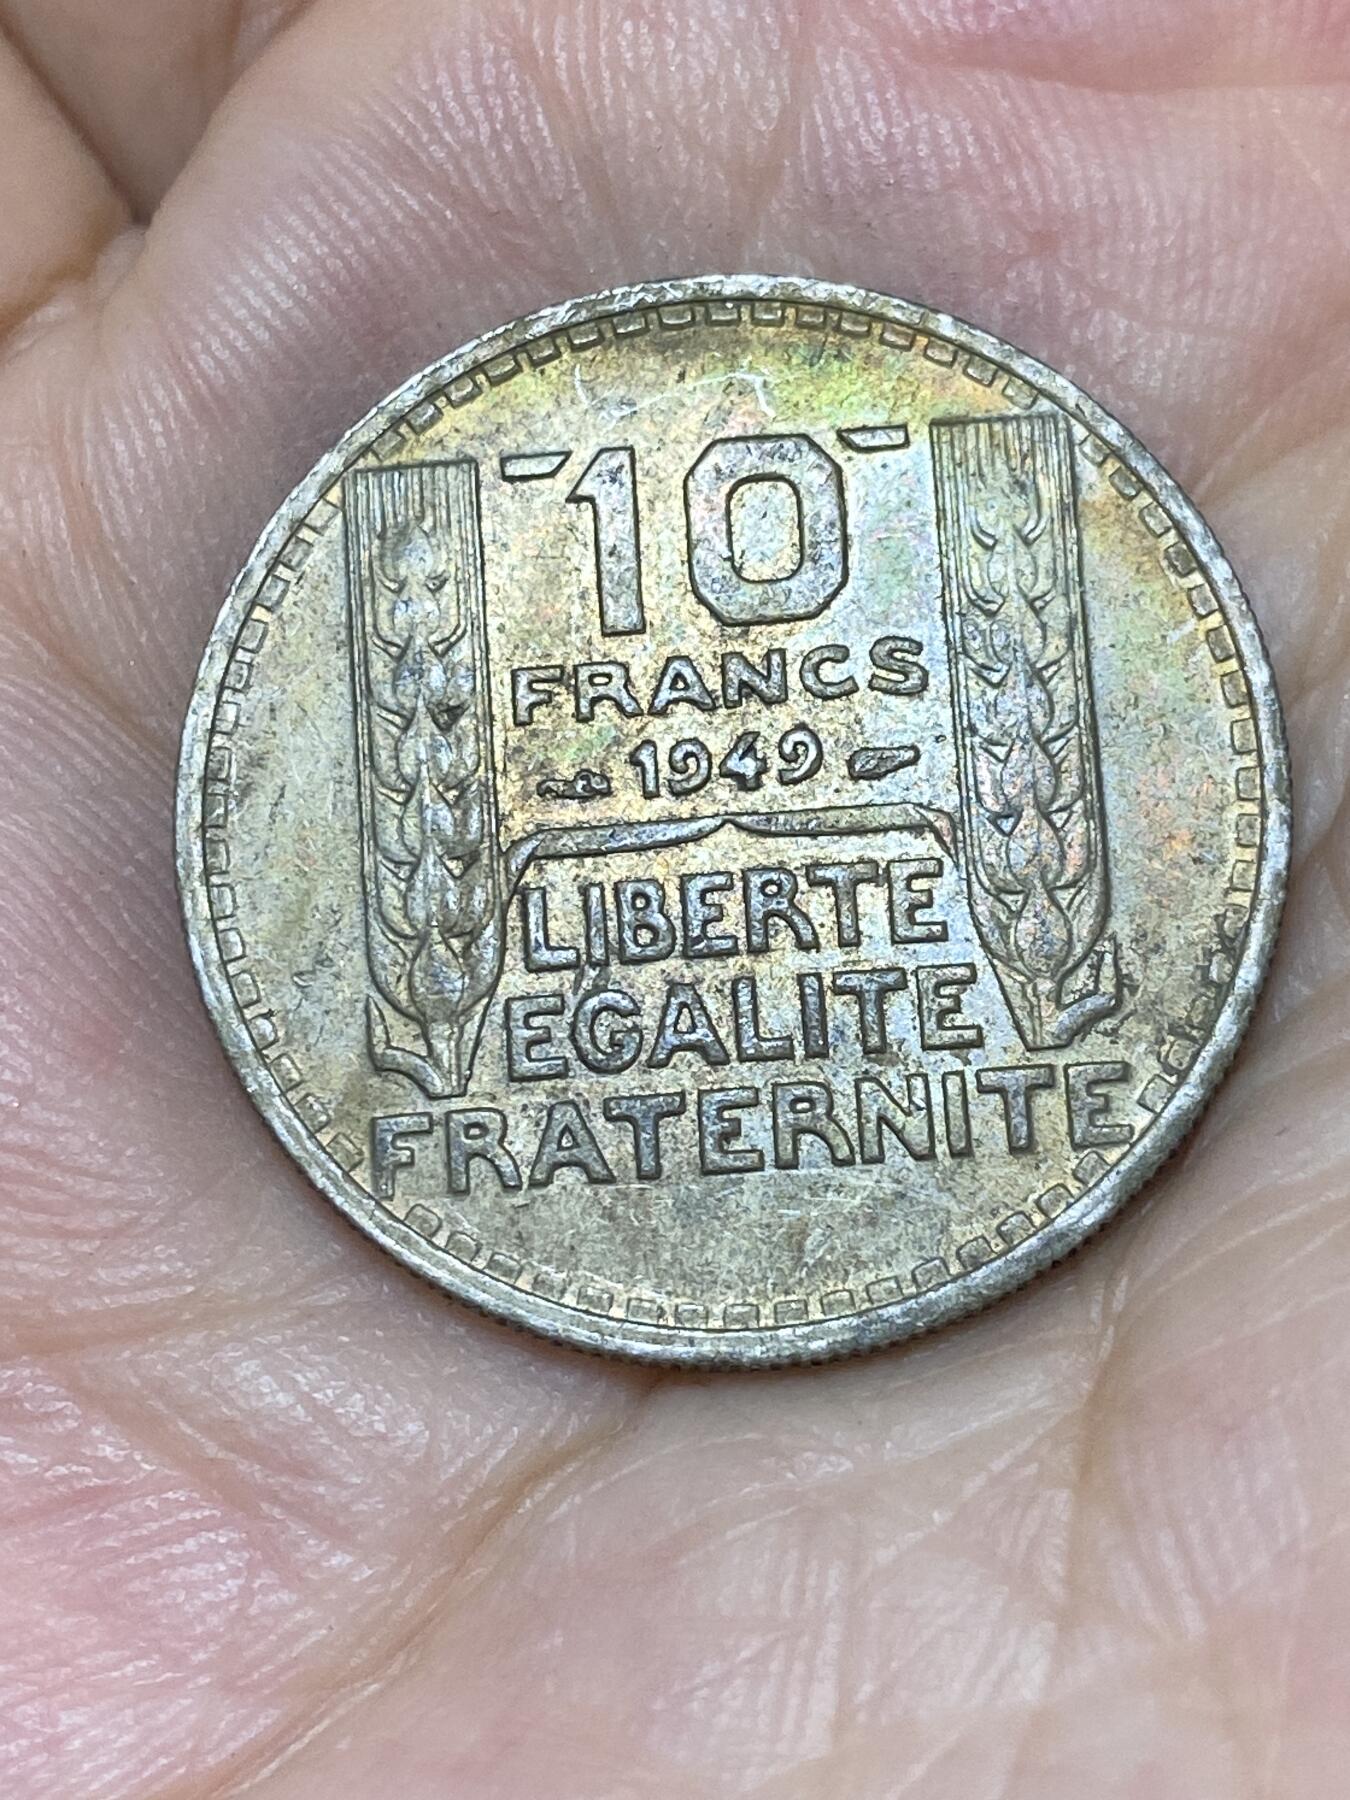 10
FRANCS
1949
LIBERTE
EGALITE
FRATERNITE